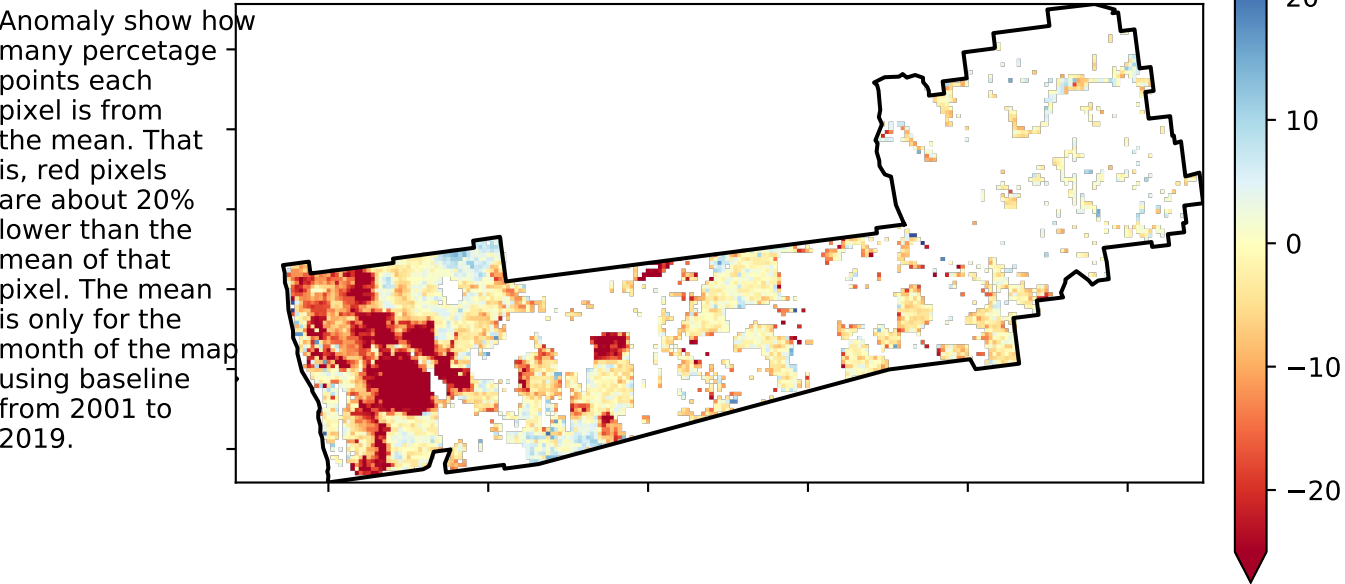 Anomaly show how
many percetage
points each
pixel is from
the mean. That
is, red pixels
are about 20%
lower than the
mean of that
pixel. The mean
is only for the
month of the map
using baseline
from 2001 to
2019.
20
10
0
−10
−20